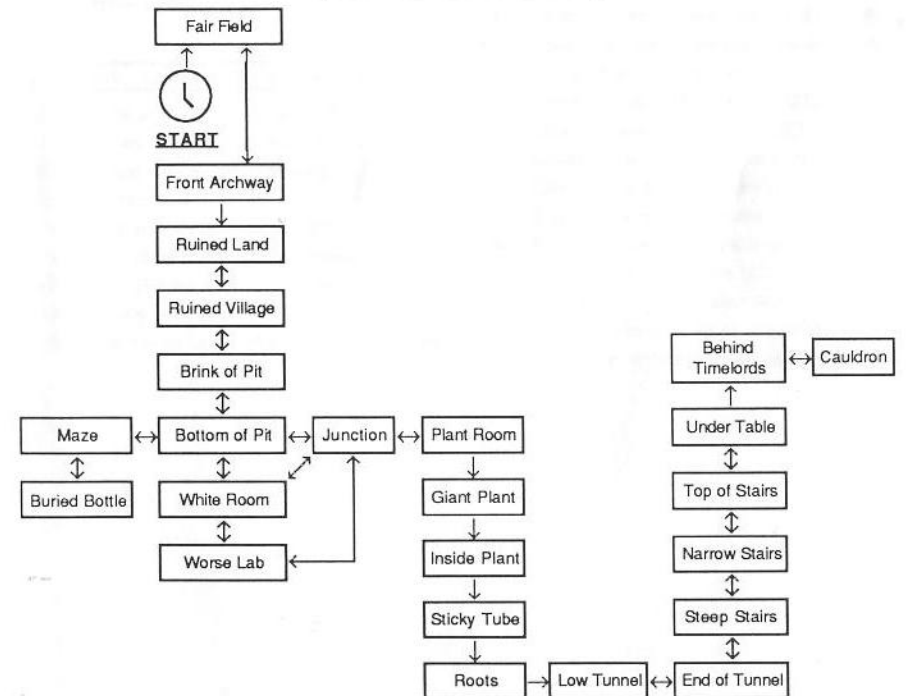 Fair Field
START
Front Archway
Ruined Land
Ruined Village
Brink of Pit
Behind
Timelords
Cauldron
Maze
Bottom of Pit
Junction
Plant Room
Under Table
Buried Bottle
White Room
Giant Plant
Top of Stairs
Worse Lab
Inside Plant
Narrow Stairs
Sticky Tube
Steep Stairs
Roots
Low Tunnel
End of Tunnel